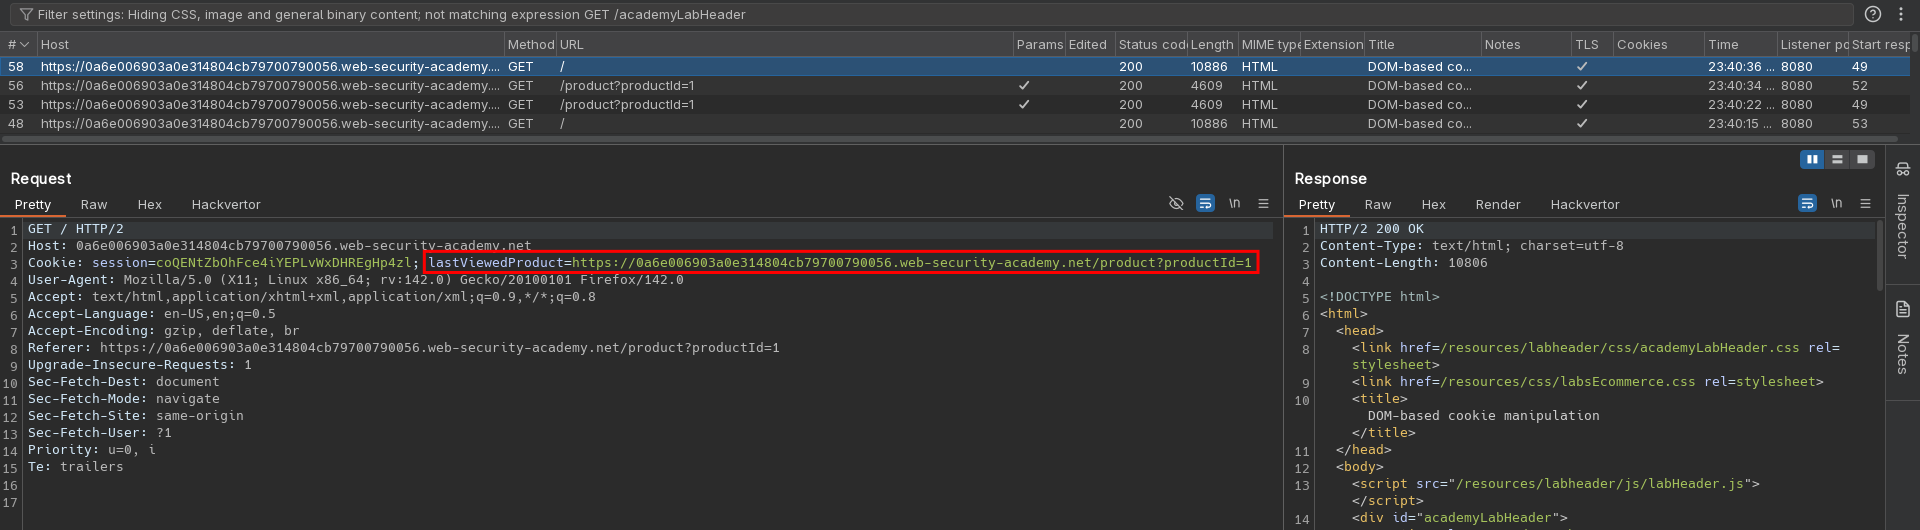 Filter settings: Hiding CSS, image and general binary content; not matching expression GET /academyLabHeader
# Host Method URL Params Edited Status cod Length MIME type Extension Title Notes TLS Cookies Time Listener po Start resp
58 https://0a6e006903a0e314804cb79700790056.web-security-academy.... GET / 200 10886 HTML DOM-based co... ✓ 23:40:36 ... 8080 49
56 https://0a6e006903a0e314804cb79700790056.web-security-academy.... GET /product?productId=1 ✓ 200 4609 HTML DOM-based co... ✓ 23:40:34 ... 8080 52
53 https://0a6e006903a0e314804cb79700790056.web-security-academy.... GET /product?productId=1 ✓ 200 4609 HTML DOM-based co... ✓ 23:40:22 ... 8080 49
48 https://0a6e006903a0e314804cb79700790056.web-security-academy.... GET / 200 10886 HTML DOM-based co... ✓ 23:40:15 ... 8080 53
Request
Pretty Raw Hex Hackvertor \n
1 GET / HTTP/2
2 Host: 0a6e006903a0e314804cb79700790056.web-security-academy.net
3 Cookie: session=coQENtZbOhFce4iYEPLvWxDHREgHp4zl; lastViewedProduct=https://0a6e006903a0e314804cb79700790056.web-security-academy.net/product?productId=1
4 User-Agent: Mozilla/5.0 (X11; Linux x86_64; rv:142.0) Gecko/20100101 Firefox/142.0
5 Accept: text/html,application/xhtml+xml,application/xml;q=0.9,*/*;q=0.8
6 Accept-Language: en-US,en;q=0.5
7 Accept-Encoding: gzip, deflate, br
8 Referer: https://0a6e006903a0e314804cb79700790056.web-security-academy.net/product?productId=1
9 Upgrade-Insecure-Requests: 1
10 Sec-Fetch-Dest: document
11 Sec-Fetch-Mode: navigate
12 Sec-Fetch-Site: same-origin
13 Sec-Fetch-User: ?1
14 Priority: u=0, i
15 Te: trailers
16
17
Response
Pretty Raw Hex Render Hackvertor \n
1 HTTP/2 200 OK
2 Content-Type: text/html; charset=utf-8
3 Content-Length: 10806
4
5 <!DOCTYPE html>
6 <html>
7 <head>
8 <link href=/resources/labheader/css/academyLabHeader.css rel=
stylesheet>
9 <link href=/resources/css/labsEcommerce.css rel=stylesheet>
10 <title>
DOM-based cookie manipulation
</title>
11 </head>
12 <body>
13 <script src="/resources/labheader/js/labHeader.js">
</script>
14 <div id="academyLabHeader">
Inspector
Notes